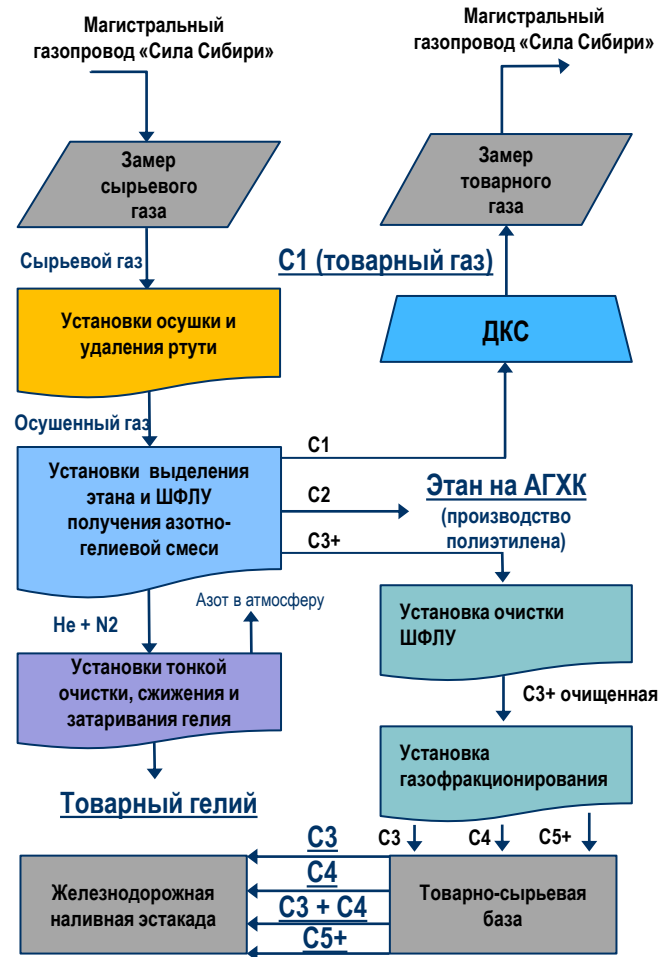 Магистральный
газопровод «Сила Сибири»
Магистральный
газопровод «Сила Сибири»
Замер
сырьевого
газа
Замер
товарного
газа
Сырьевой газ
С1 (товарный газ)
Установки осушки и
удаления ртути
ДКС
Осушенный газ
С1
Установки выделения
этана и ШФЛУ
получения азотно-
гелиевой смеси
С2
Этан на АГХК
(производство
полиэтилена)
С3+
Установка очистки
ШФЛУ
Азот в атмосферу
He + N2
Установки тонкой
очистки, сжижения и
затаривания гелия
С3+ очищенная
Установка
газофракционирования
Товарный гелий
С3
С4
С5+
С3
С4
С3 + С4
С5+
Железнодорожная
наливная эстакада
Товарно-сырьевая
база